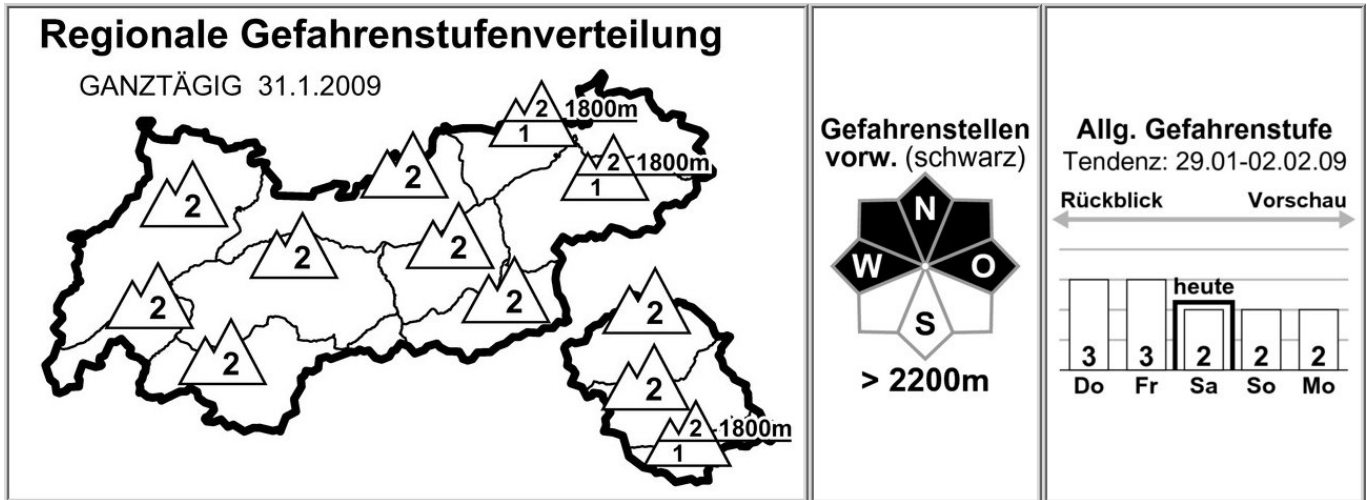 Regionale Gefahrenstufenverteilung
GANZTÄGIG 31.1.2009
2 1800m
1
2 1800m
1
2
2
2
2
2
2
2
2
2
2 1800m
1
Gefahrenstellen
vorw. (schwarz)
N
W O
S
> 2200m
Allg. Gefahrenstufe
Tendenz: 29.01-02.02.09
Rückblick Vorschau
heute
3 3 2 2 2
Do Fr Sa So Mo